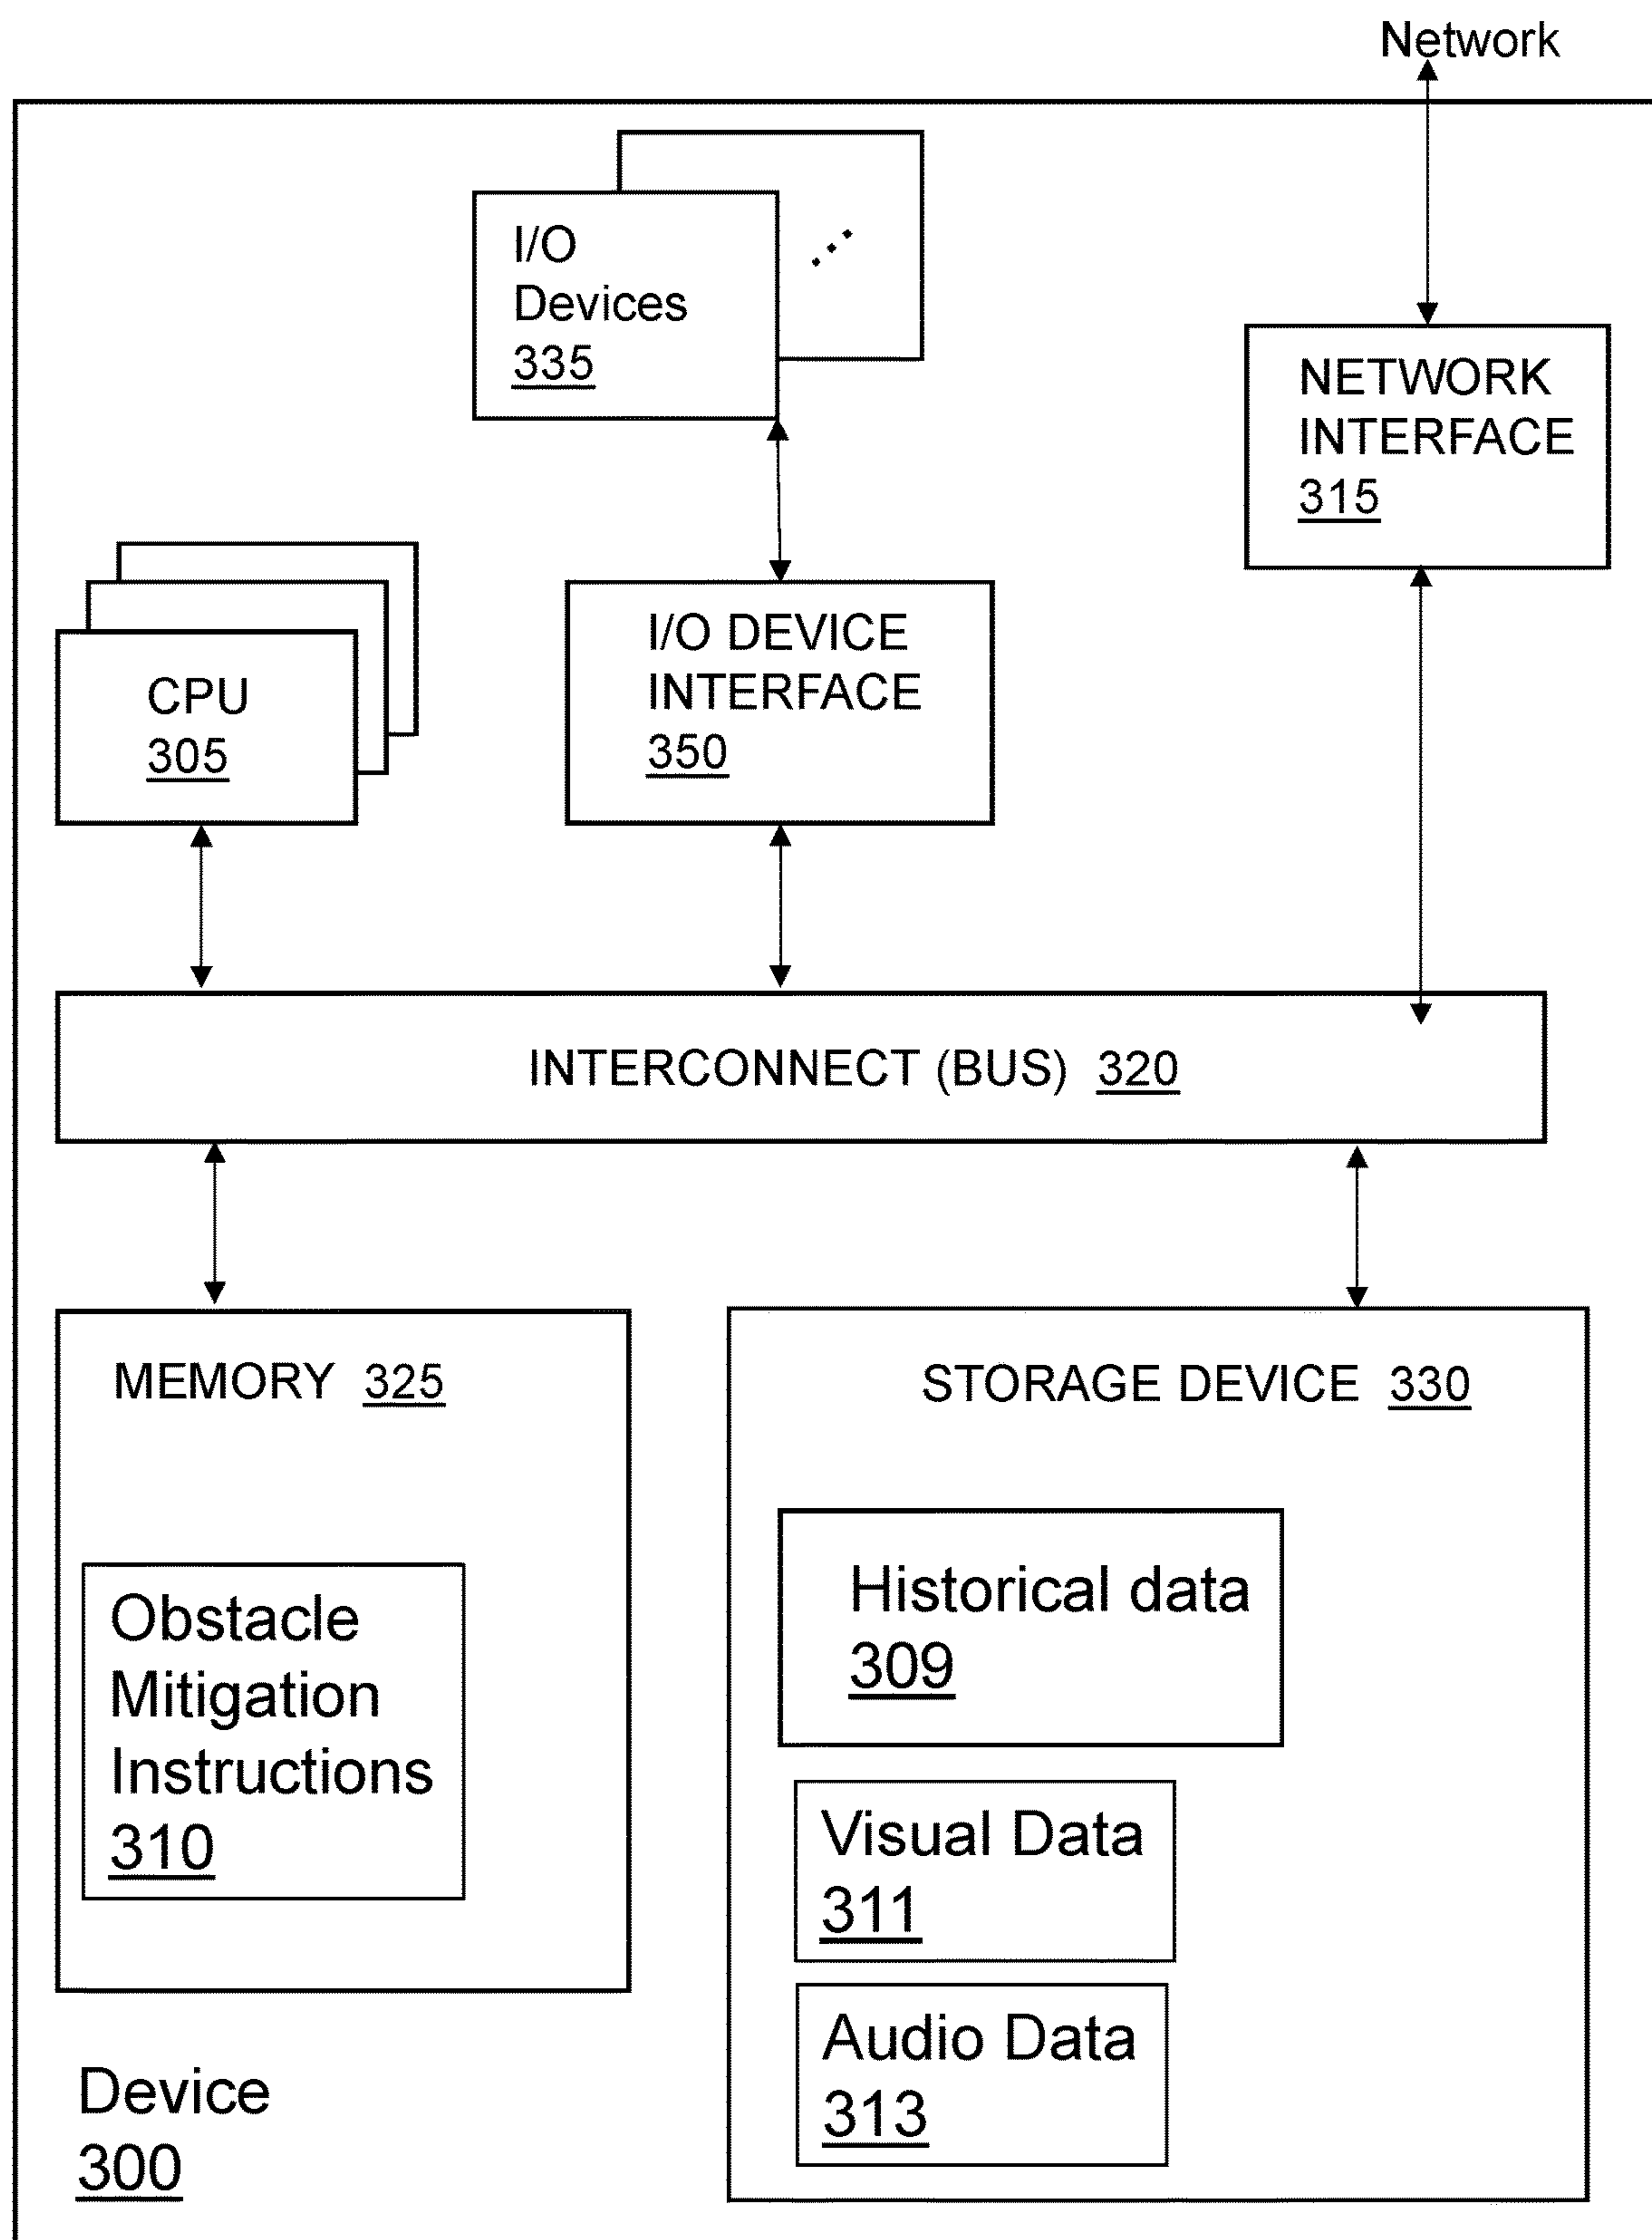 Network
I/O
Devices
335
NETWORK
INTERFACE
315
CPU
305
I/O DEVICE
INTERFACE
350
INTERCONNECT (BUS) 320
MEMORY 325
Obstacle
Mitigation
Instructions
310
STORAGE DEVICE 330
Historical data
309
Visual Data
311
Audio Data
313
Device
300